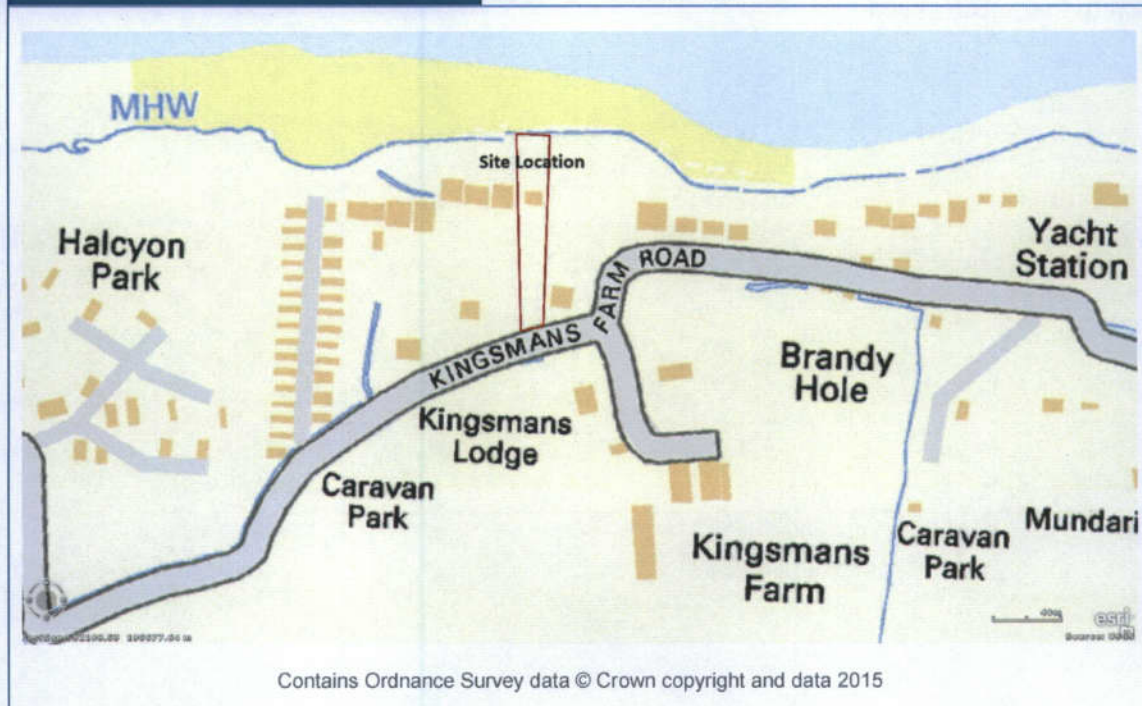 MHW
Site Location
Halcyon
Park
KINGSMANS FARM ROAD
Yacht
Station
Brandy
Hole
Kingsmans
Lodge
Caravan
Park
Kingsmans
Farm
Caravan
Park
Mundari
esri
Contains Ordnance Survey data © Crown copyright and data 2015